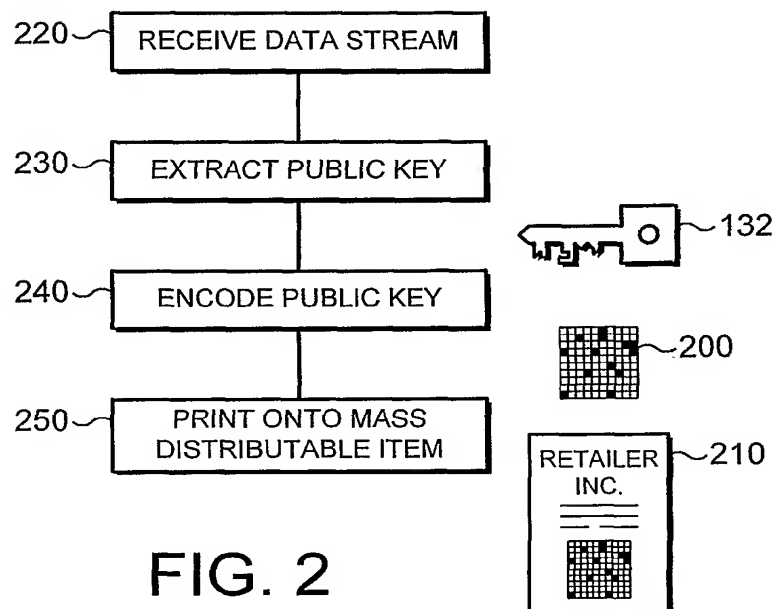 220
RECEIVE DATA STREAM
230
EXTRACT PUBLIC KEY
132
240
ENCODE PUBLIC KEY
200
250
PRINT ONTO MASS
DISTRIBUTABLE ITEM
RETAILER
INC.
210
FIG. 2